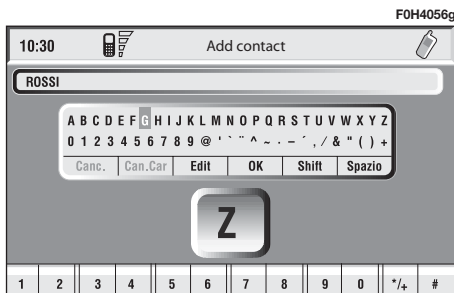 F0H4056g
10:30 Add contact
ROSSI
A B C D E F G H I J K L M N O P Q R S T U V W X Y Z
0 1 2 3 4 5 6 7 8 9 @ ' ` ¨ ^ ~ . – ´ , / & " ( ) +
Canc. Can.Car Edit OK Shift Spazio
Z
1 2 3 4 5 6 7 8 9 0 */+ #